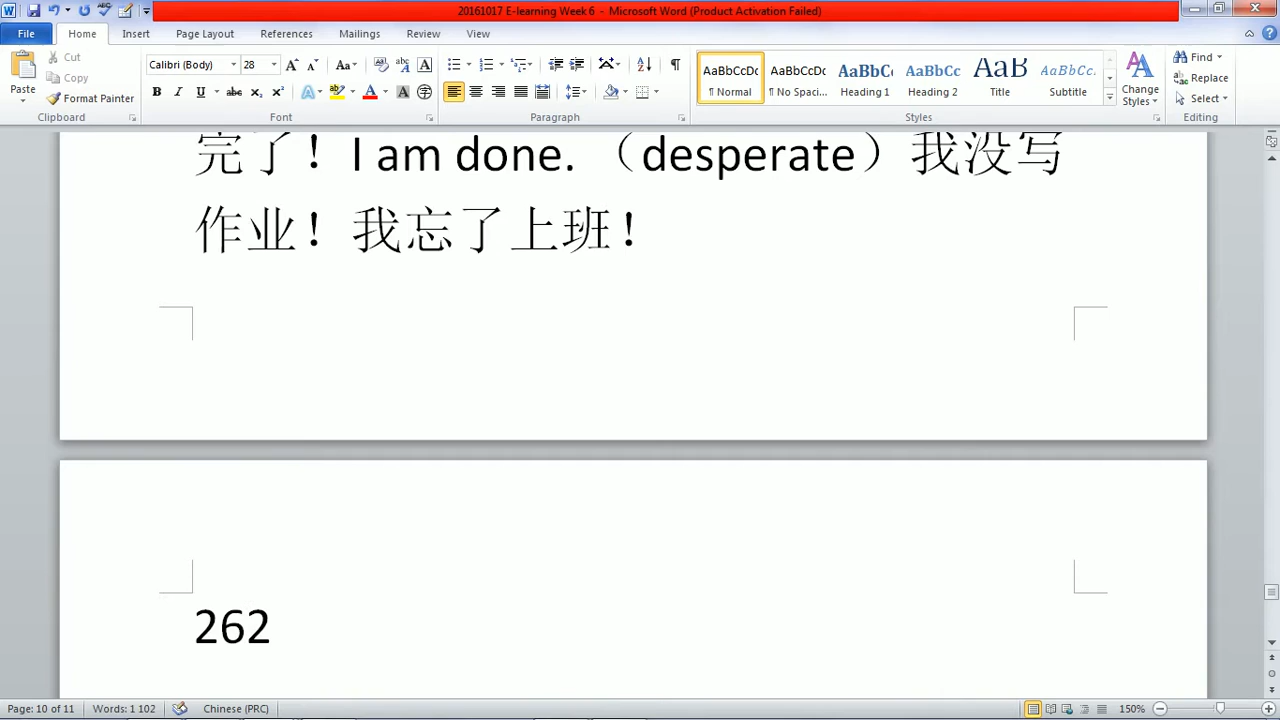 20161017 E-learning Week 6 - Microsoft Word (Product Activation Failed)
File Home Insert Page Layout References Mailings Review View
Paste
Cut
Copy
Format Painter
Clipboard
Calibri (Body) 28
Font
Paragraph
AaBbCcDc AaBbCcDc AaBbCc AaBbCc AaB AaBbCcD
¶ Normal ¶ No Spaci... Heading 1 Heading 2 Title Subtitle
Change Styles
Styles
Find
Replace
Select
Editing
完了！I am done. （desperate）我没写
作业！我忘了上班！
262
Page: 10 of 11 Words: 1 102 Chinese (PRC) 150%